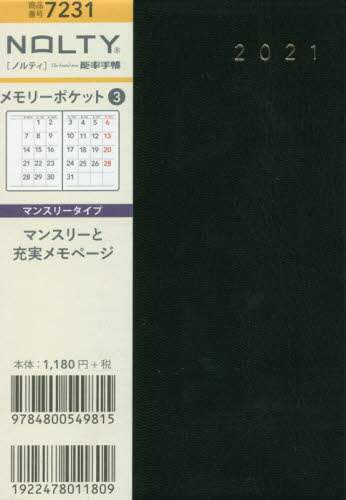 商品
番号 7231
NOLTY®
[ノルティ] 能率手帳
2021
メモリーポケット 3
1 2 3 4 5 6
7 8 9 10 11 12 13
14 15 16 17 18 19 20
21 22 23 24 25 26 27 28
28 29 30 31
マンスリータイプ
マンスリーと
充実メモページ
本体:1,180円+税
9784800549815
1922478011809